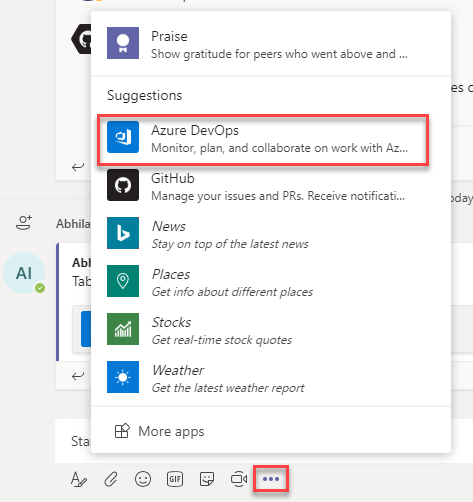 Praise
Show gratitude for peers who went above and ...
es c
Suggestions
Azure DevOps
Monitor, plan, and collaborate on work with Az...
GitHub
Manage your issues and PRs. Receive notificati...
oday
Abhila
News
Stay on top of the latest news
AI
Abh
Tab
Places
Get info about different places
Stocks
Get real-time stock quotes
Weather
Get the latest weather report
More apps
Sta
GIF